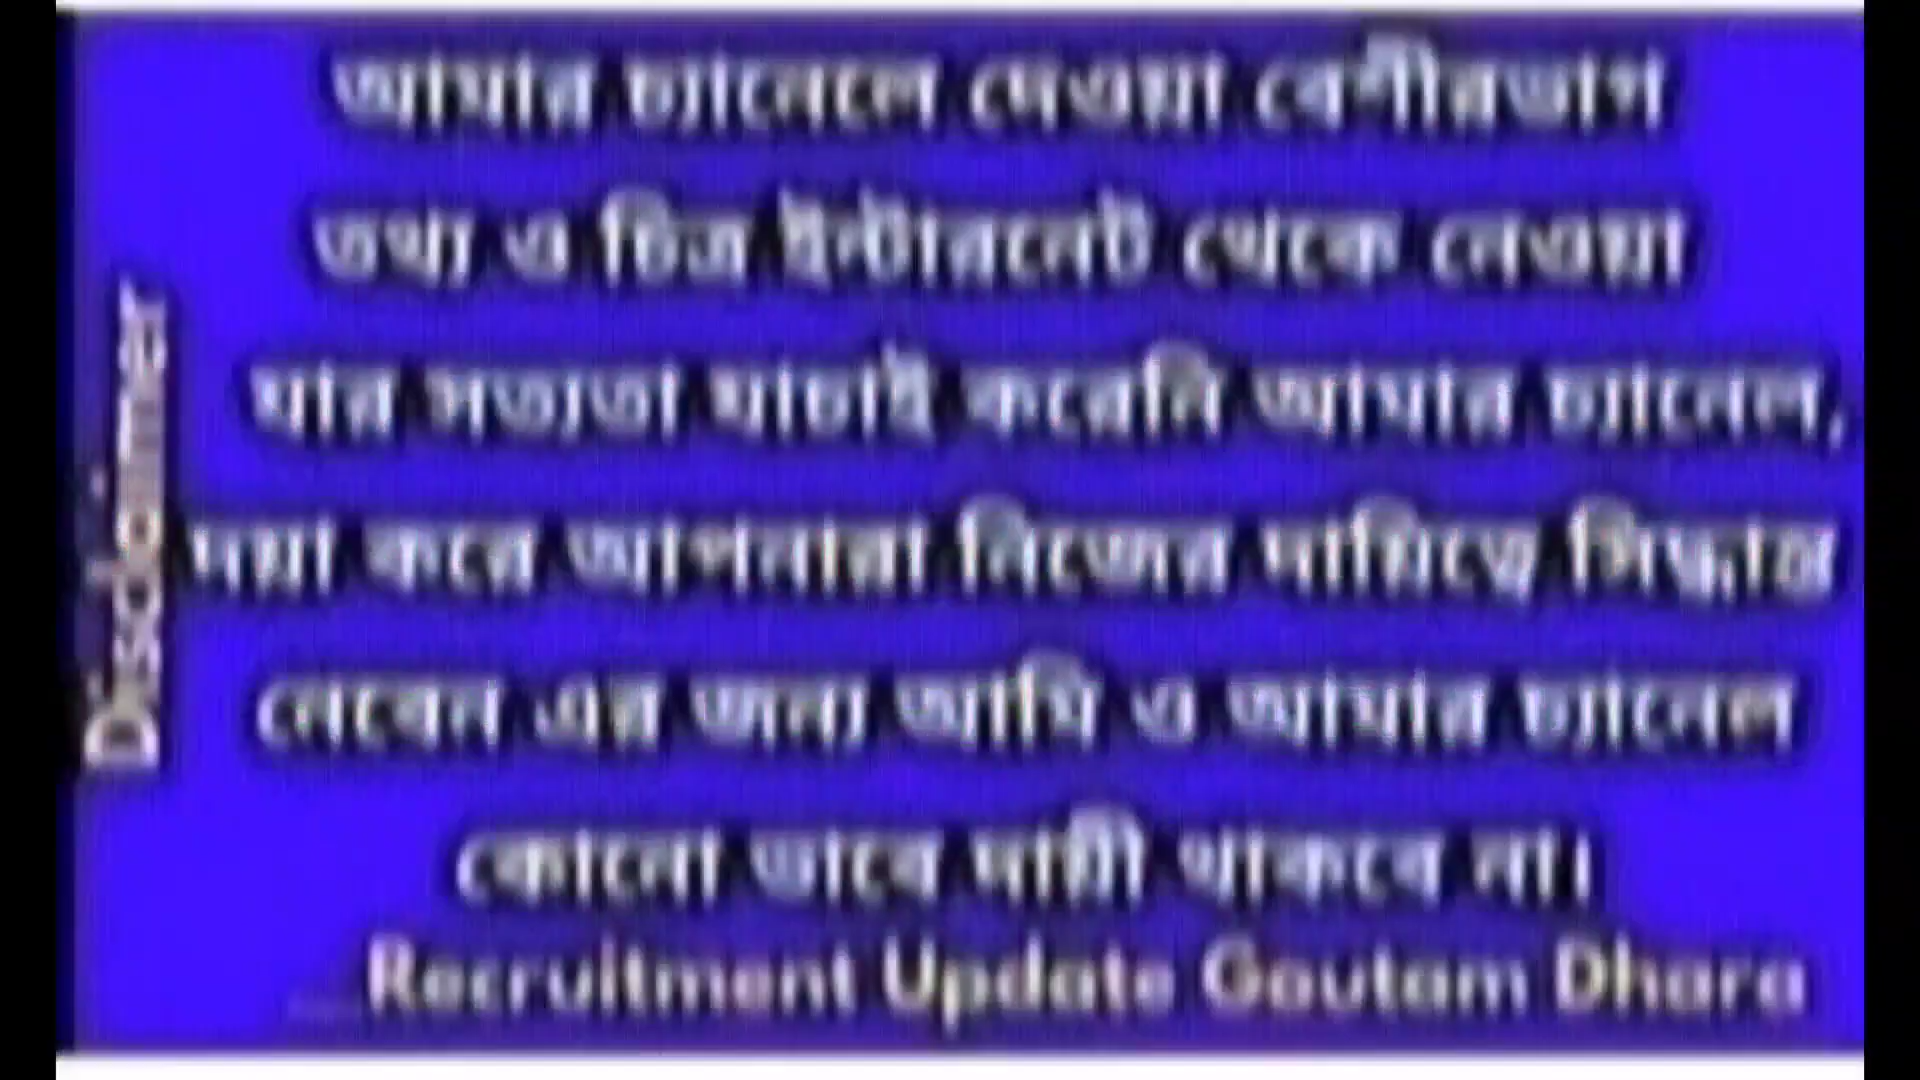 Disclaimer
আমার চ্যানেলে দেওয়া বেশীরভাগ
তথ্য ও চিত্র ইন্টারনেট থেকে নেওয়া
যার সত্যতা যাচাই করেনি আমার চ্যানেল,
দয়া করে আপনারা নিজের দায়িত্বে সিদ্ধান্ত
নেবেন এর জন্য আমি ও আমার চ্যানেল
কোনো ভাবে দায়ী থাকবে না।
...Recruitment Update Goutam Dhara